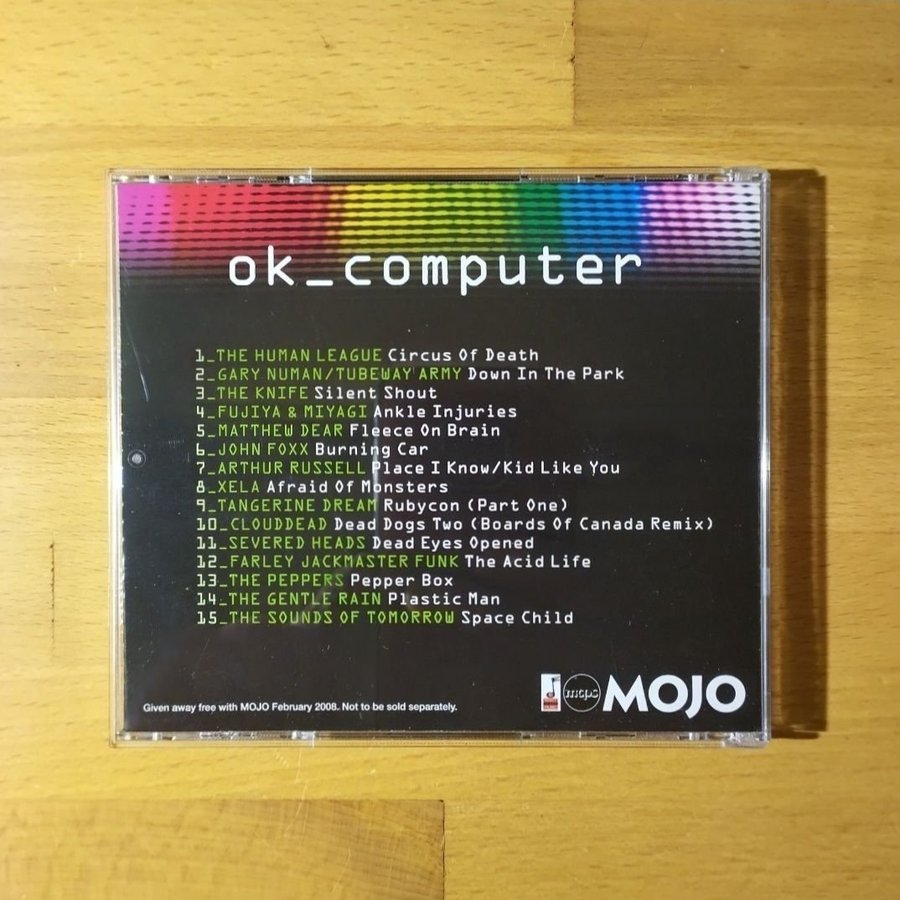 ok_computer
1_THE HUMAN LEAGUE Circus Of Death
2_GARY NUMAN/TUBEWAY ARMY Down In The Park
3_THE KNIFE Silent Shout
4_FUJIYA & MIYAGI Ankle Injuries
5_MATTHEW DEAR Fleece On Brain
6_JOHN FOXX Burning Car
7_ARTHUR RUSSELL Place I Know/Kid Like You
8_XELA Afraid Of Monsters
9_TANGERINE DREAM Rubycon (Part One)
10_CLOUDDEAD Dead Dogs Two (Boards Of Canada Remix)
11_SEVERED HEADS Dead Eyes Opened
12_FARLEY JACKMASTER FUNK The Acid Life
13_THE PEPPERS Pepper Box
14_THE GENTLE RAIN Plastic Man
15_THE SOUNDS OF TOMORROW Space Child
Given away free with MOJO February 2008. Not to be sold separately.
mcps
MOJO